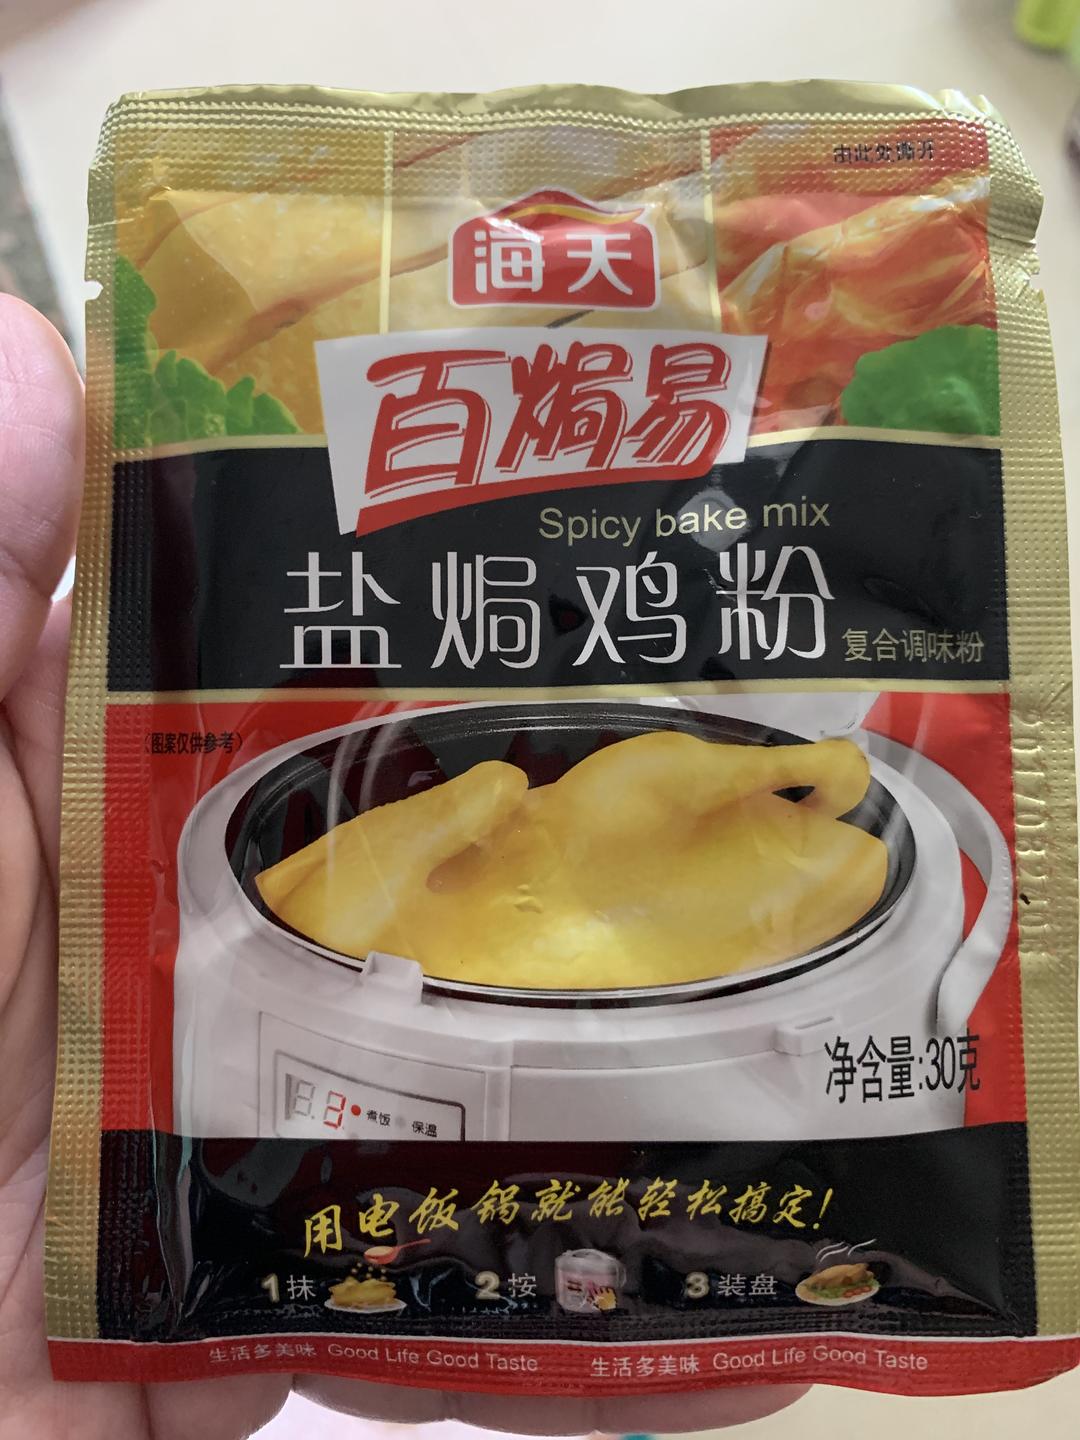 由此处撕开
海天
百焗易
Spicy bake mix
盐焗鸡粉
复合调味粉
(图案仅供参考)
煮饭 保温
净含量:30克
用电饭锅就能轻松搞定!
1抹 2按 3装盘
生活多美味 Good Life Good Taste 生活多美味 Good Life Good Taste